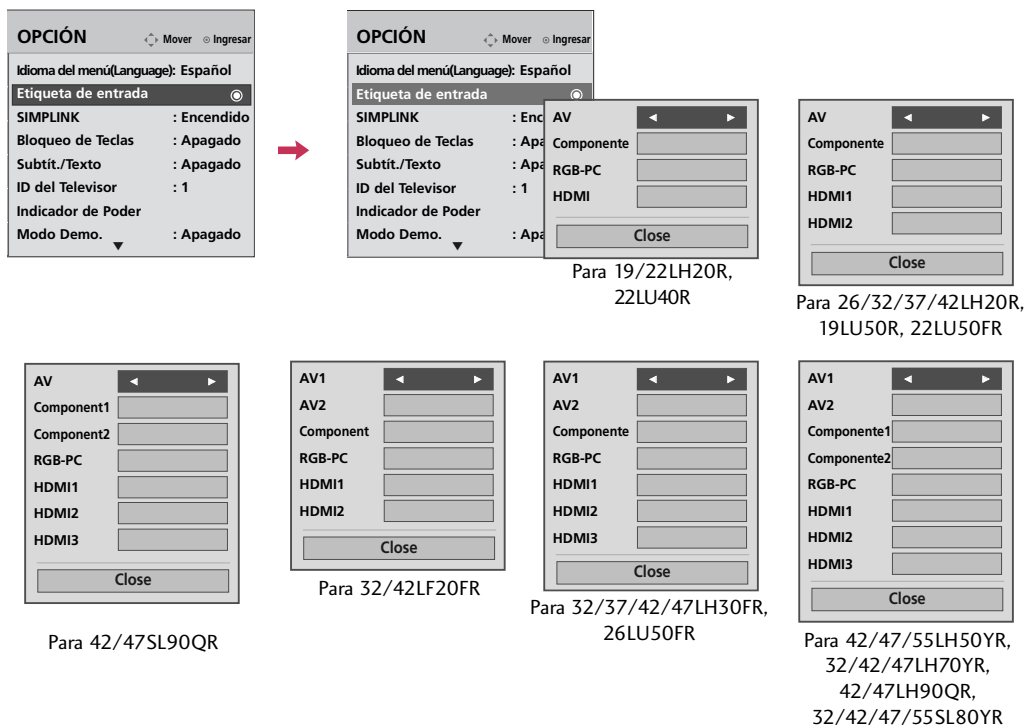 OPCIÓN
Mover Ingresar
Idioma del menú(Language): Español
Etiqueta de entrada
SIMPLINK : Encendido
Bloqueo de Teclas : Apagado
Subtít./Texto : Apagado
ID del Televisor : 1
Indicador de Poder
Modo Demo. : Apagado
OPCIÓN
Mover Ingresar
Idioma del menú(Language): Español
Etiqueta de entrada
SIMPLINK : Enc
Bloqueo de Teclas : Apa
Subtít./Texto : Apa
ID del Televisor : 1
Indicador de Poder
Modo Demo. : Apa
AV
Componente
RGB-PC
HDMI
Close
Para 19/22LH20R,
22LU40R
AV
Componente
RGB-PC
HDMI1
HDMI2
Close
Para 26/32/37/42LH20R,
19LU50R, 22LU50FR
AV
Component1
Component2
RGB-PC
HDMI1
HDMI2
HDMI3
Close
Para 42/47SL90QR
AV1
AV2
Component
RGB-PC
HDMI1
HDMI2
Close
Para 32/42LF20FR
AV1
AV2
Componente
RGB-PC
HDMI1
HDMI2
HDMI3
Close
Para 32/37/42/47LH30FR,
26LU50FR
AV1
AV2
Componente1
Componente2
RGB-PC
HDMI1
HDMI2
HDMI3
Close
Para 42/47/55LH50YR,
32/42/47LH70YR,
42/47LH90QR,
32/42/47/55SL80YR